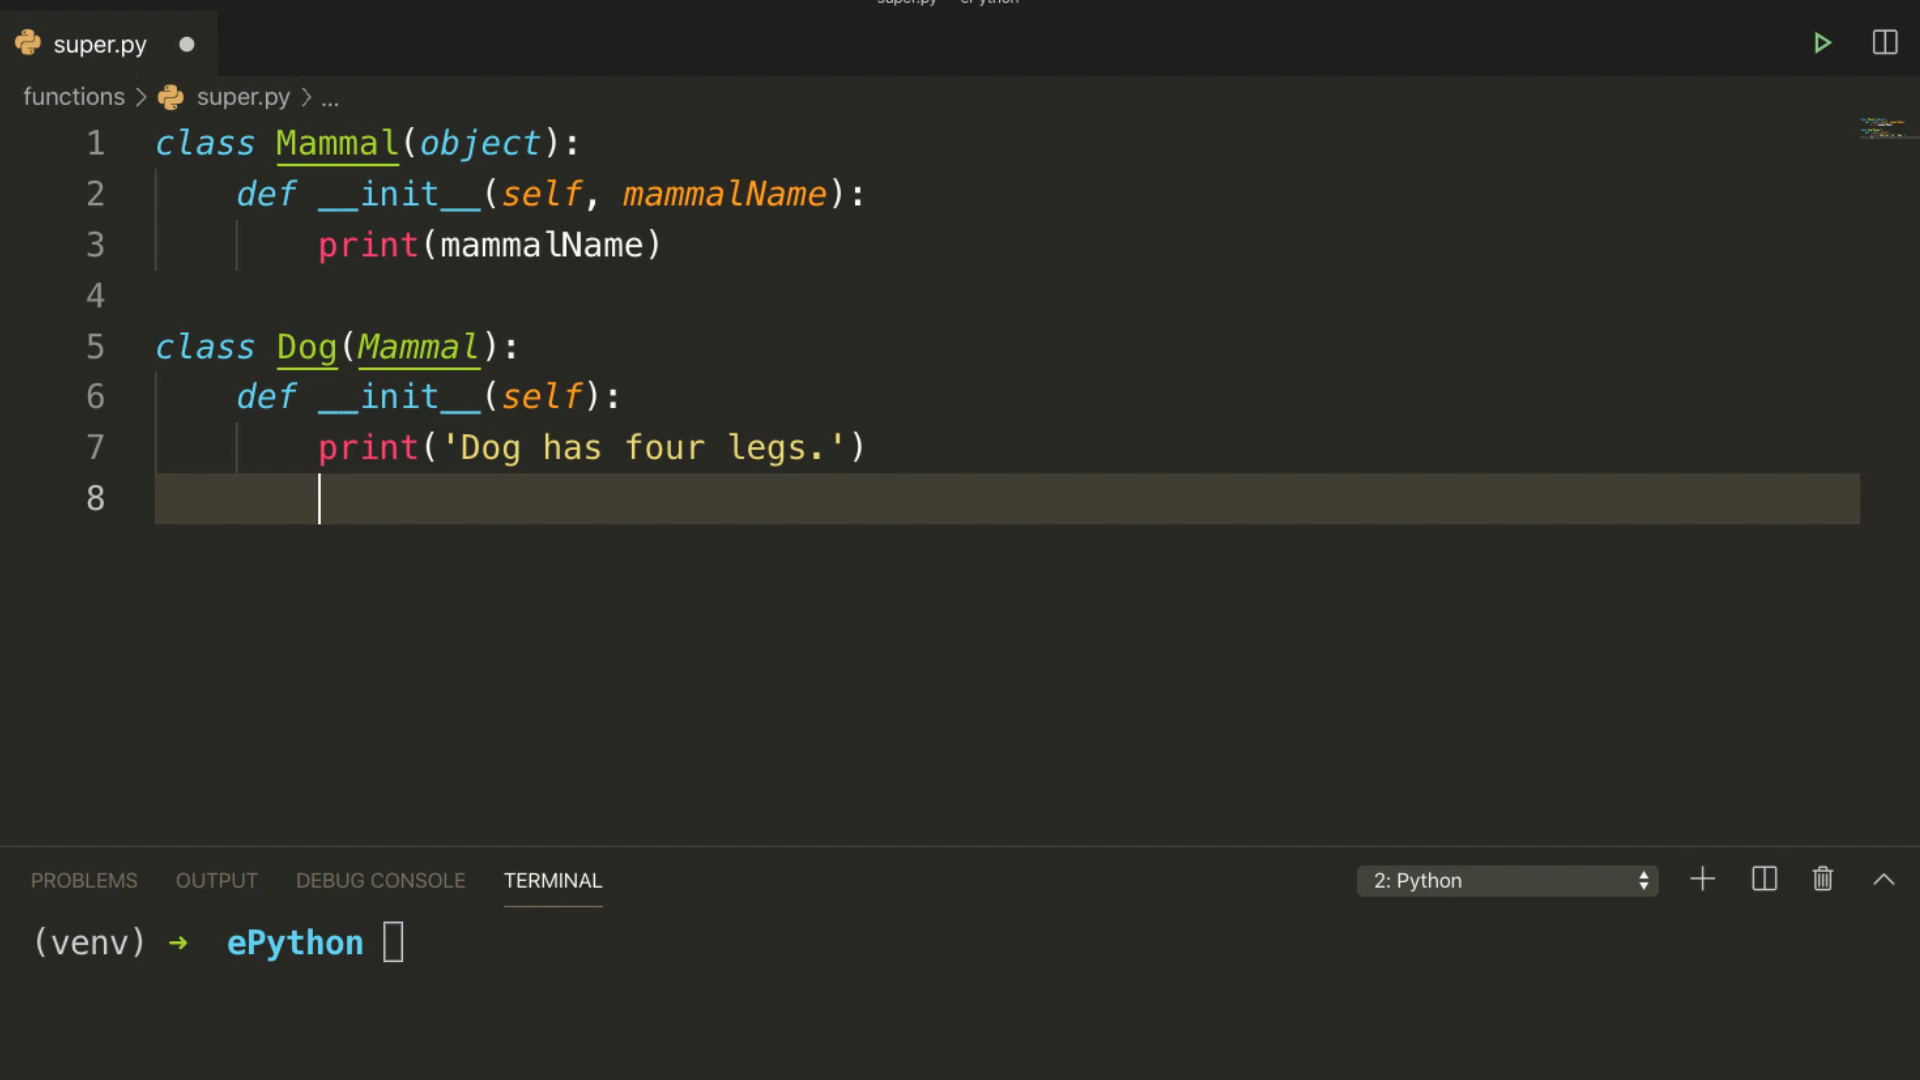 super.py
functions > super.py > ...
1 class Mammal(object):
2     def __init__(self, mammalName):
3         print(mammalName)
4
5 class Dog(Mammal):
6     def __init__(self):
7         print('Dog has four legs.')
8
PROBLEMS OUTPUT DEBUG CONSOLE TERMINAL 2: Python
(venv) → ePython